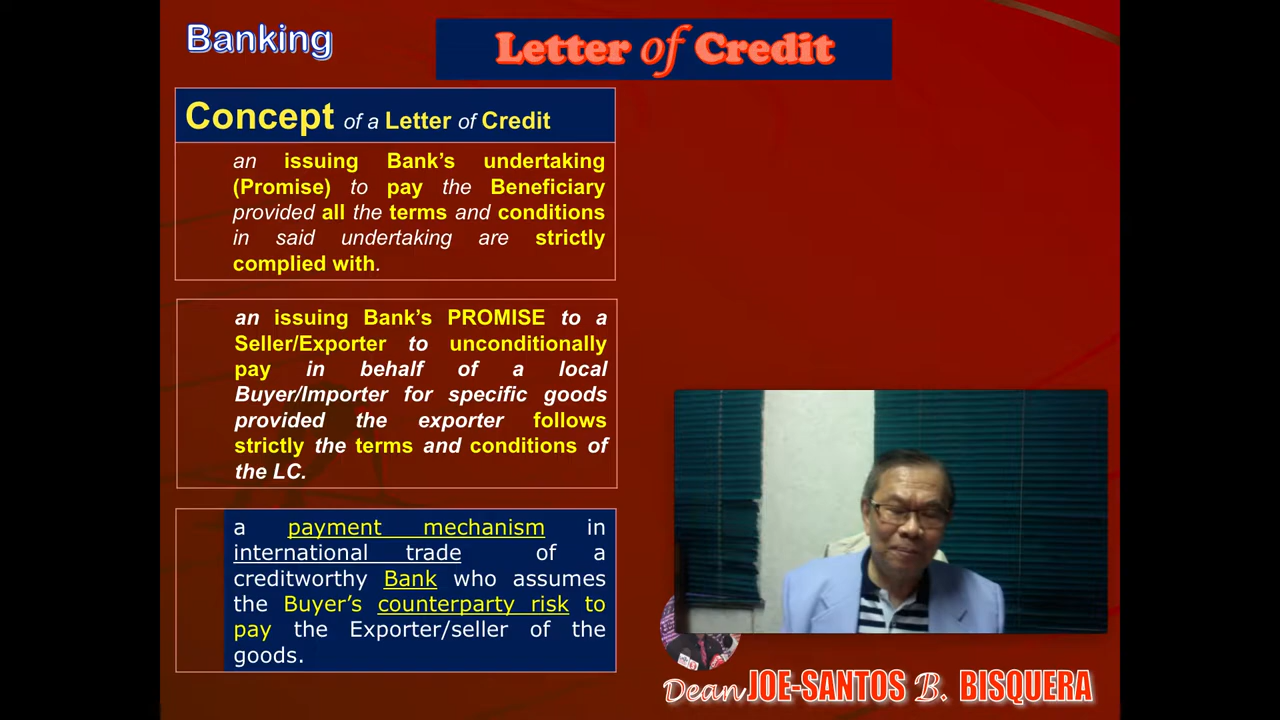 Banking
Letter of Credit
Concept of a Letter of Credit
an issuing Bank’s undertaking
(Promise) to pay the Beneficiary
provided all the terms and conditions
in said undertaking are strictly
complied with.
an issuing Bank’s PROMISE to a
Seller/Exporter to unconditionally
pay in behalf of a local
Buyer/Importer for specific goods
provided the exporter follows
strictly the terms and conditions of
the LC.
a payment mechanism in
international trade of a
creditworthy Bank who assumes
the Buyer’s counterparty risk to
pay the Exporter/seller of the
goods.
Dean JOE-SANTOS B. BISQUERA